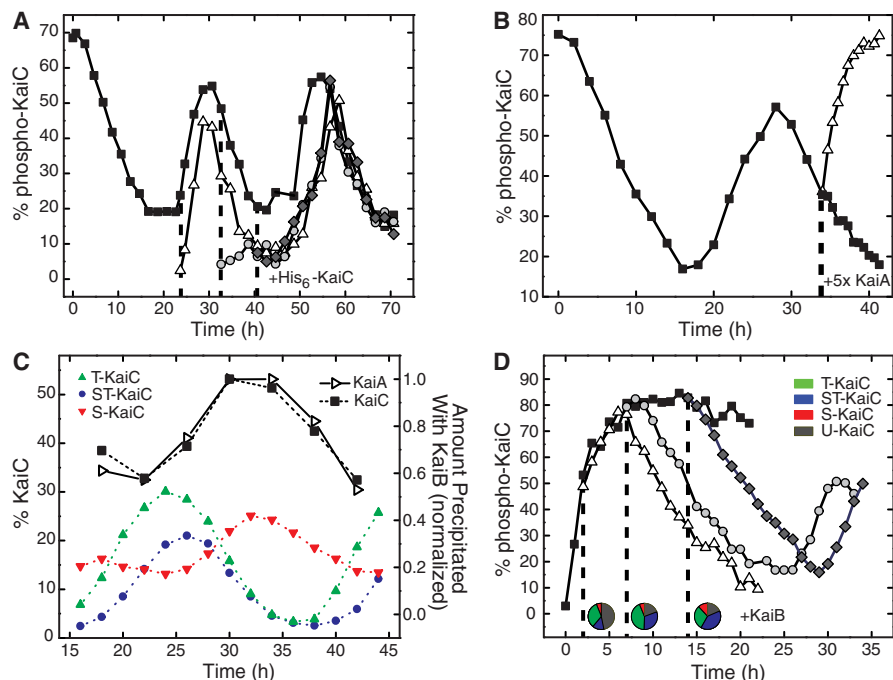 A
% phospho-KaiC
70
60
50
40
30
20
10
0
0 10 20 30 40 50 60 70
+His6-KaiC
Time (h)
B
% phospho-KaiC
80
70
60
50
40
30
20
10
0 10 20 30 40
+5x KaiA
Time (h)
C
T-KaiC
ST-KaiC
S-KaiC
KaiA
KaiC
% KaiC
50
40
30
20
10
0
1.0
0.8
0.6
0.4
0.2
0.0
Amount Precipitated
With KaiB (normalized)
15 20 25 30 35 40 45
Time (h)
D
% phospho-KaiC
90
80
70
60
50
40
30
20
10
0
T-KaiC
ST-KaiC
S-KaiC
U-KaiC
+KaiB
0 5 10 15 20 25 30 35
Time (h)